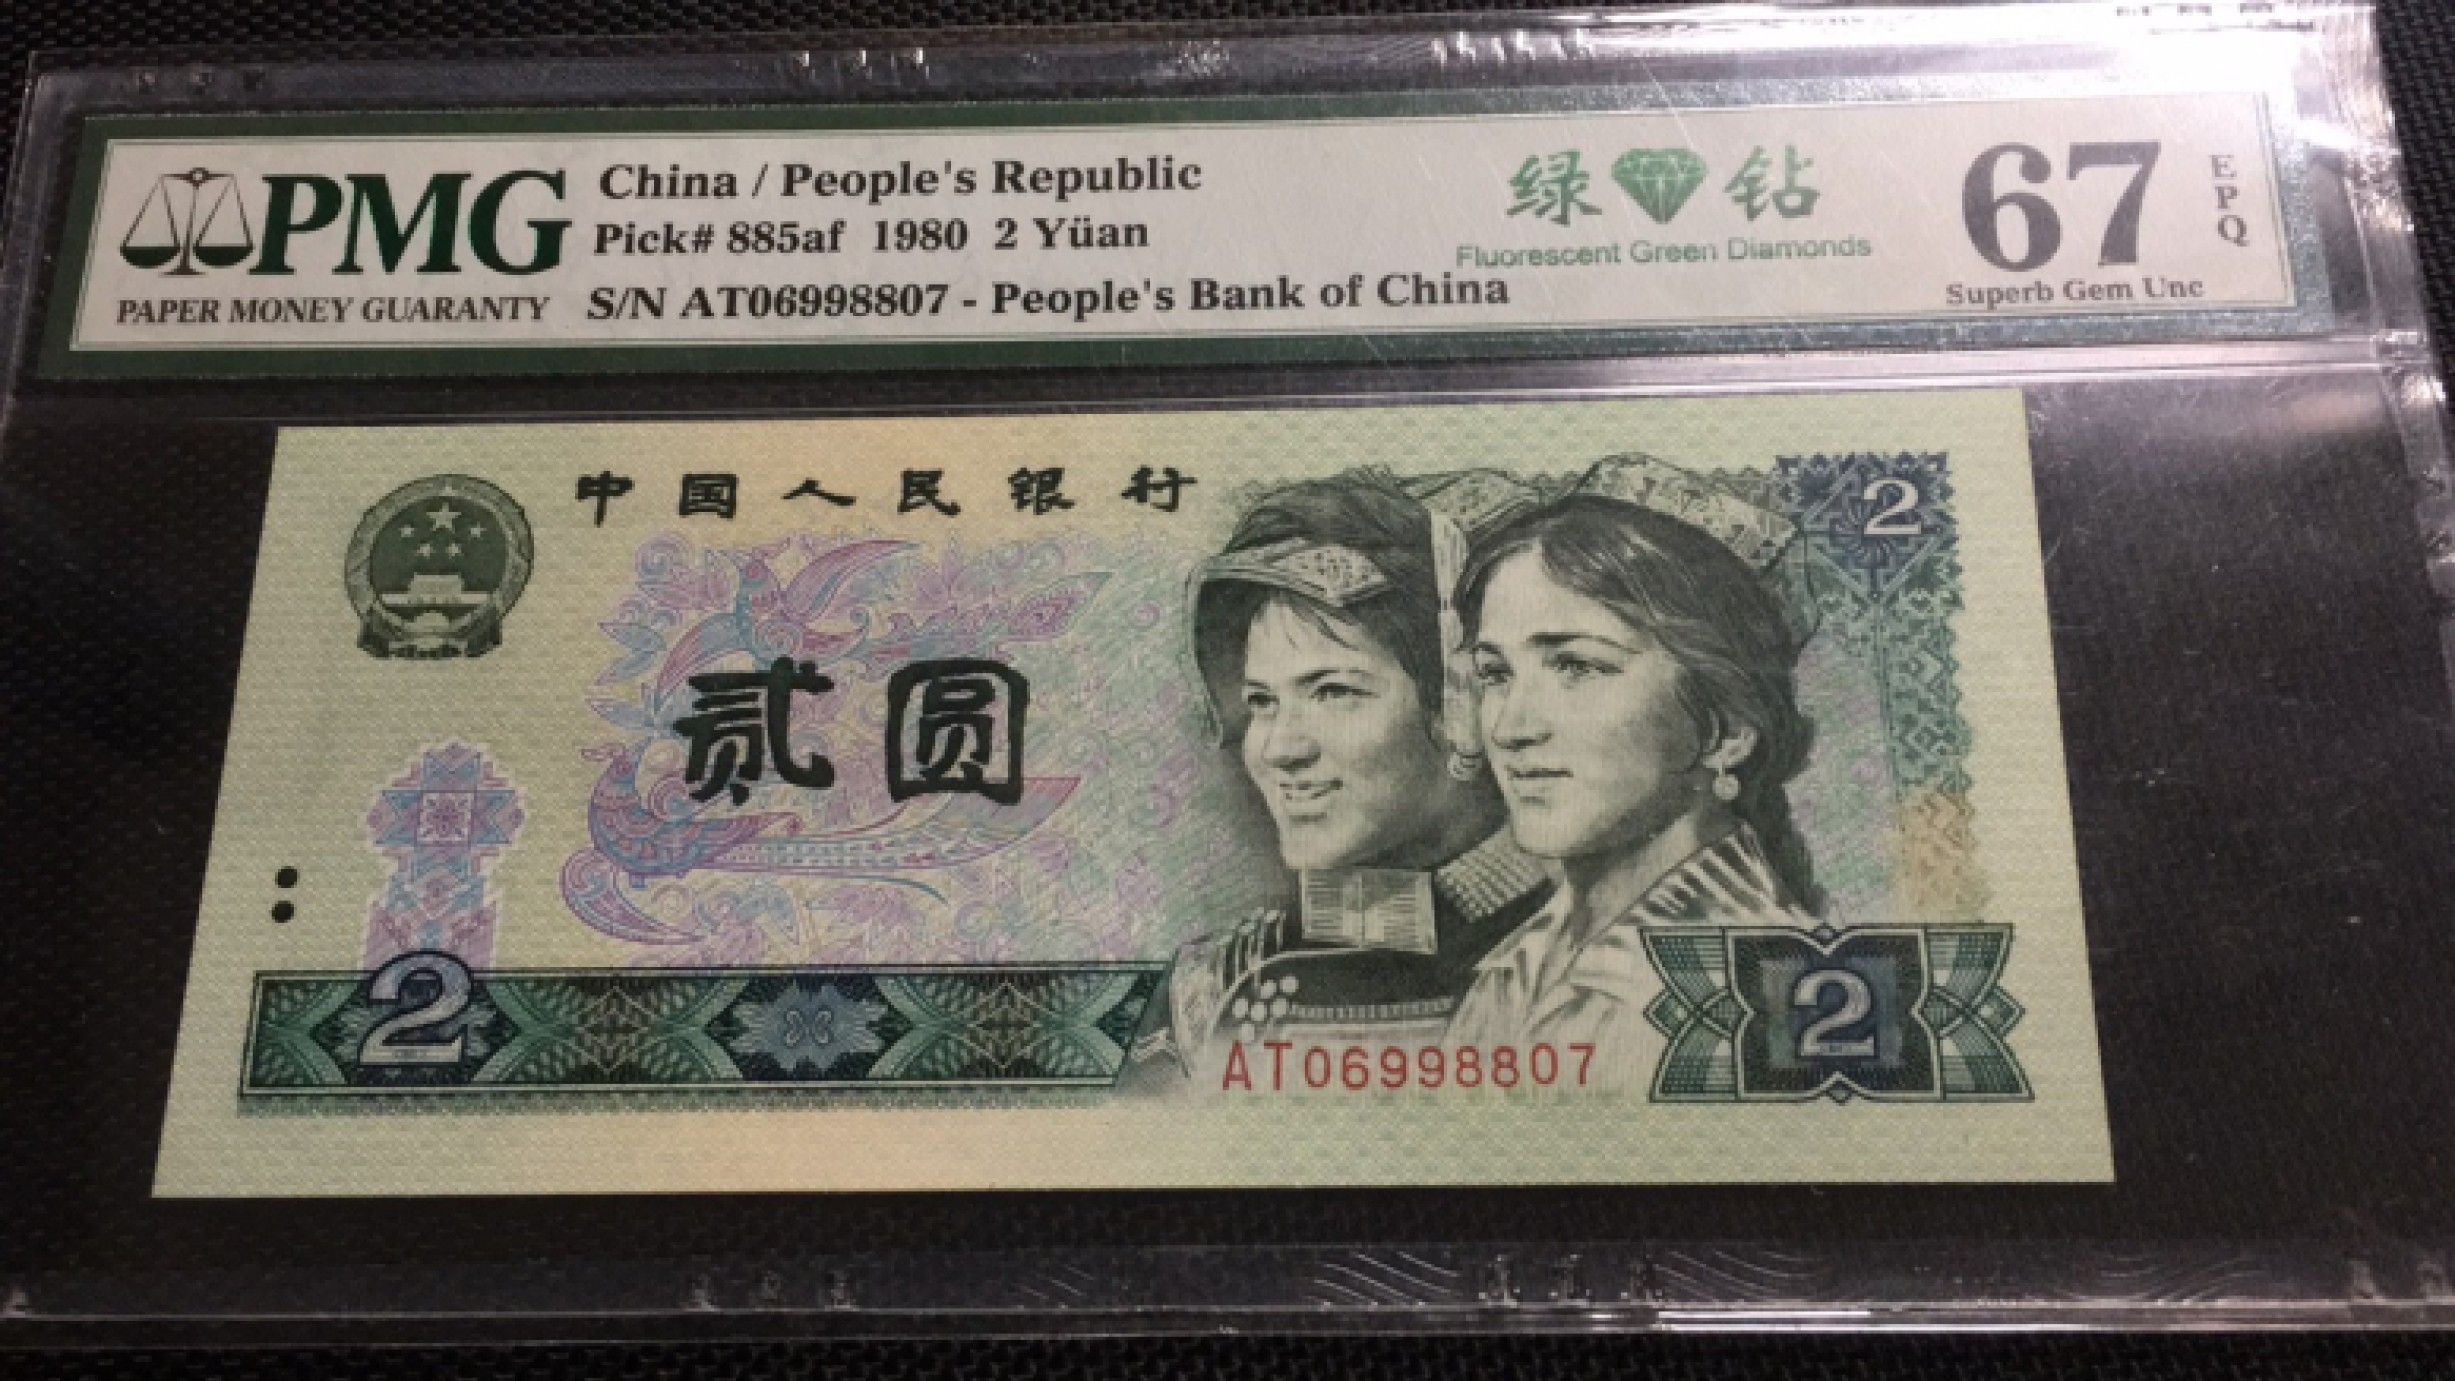 PMG
PAPER MONEY GUARANTY
China / People's Republic
Pick# 885af 1980 2 Yüan
S/N AT06998807 - People's Bank of China
绿 钻
Fluorescent Green Diamonds
67
EPQ
Superb Gem Unc
中国人民银行
2
贰圆
2
2
AT06998807